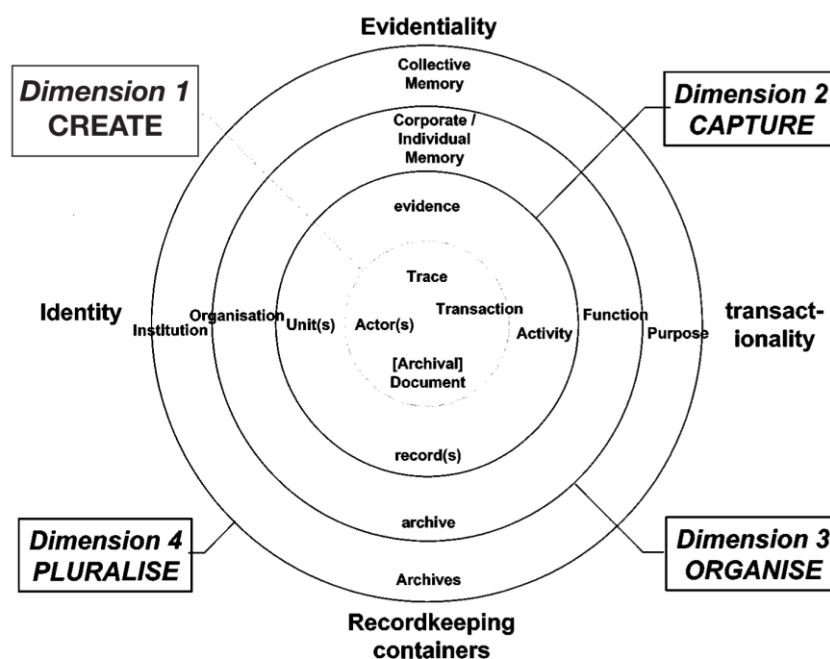 Evidentiality
Collective
Memory
Dimension 1
CREATE
Dimension 2
CAPTURE
Corporate /
Individual
Memory
evidence
Trace
Identity
Institution
Organisation
Unit(s)
Actor(s)
Transaction
Activity
Function
Purpose
transact-
ionality
[Archival]
Document
record(s)
archive
Dimension 4
PLURALISE
Dimension 3
ORGANISE
Archives
Recordkeeping
containers